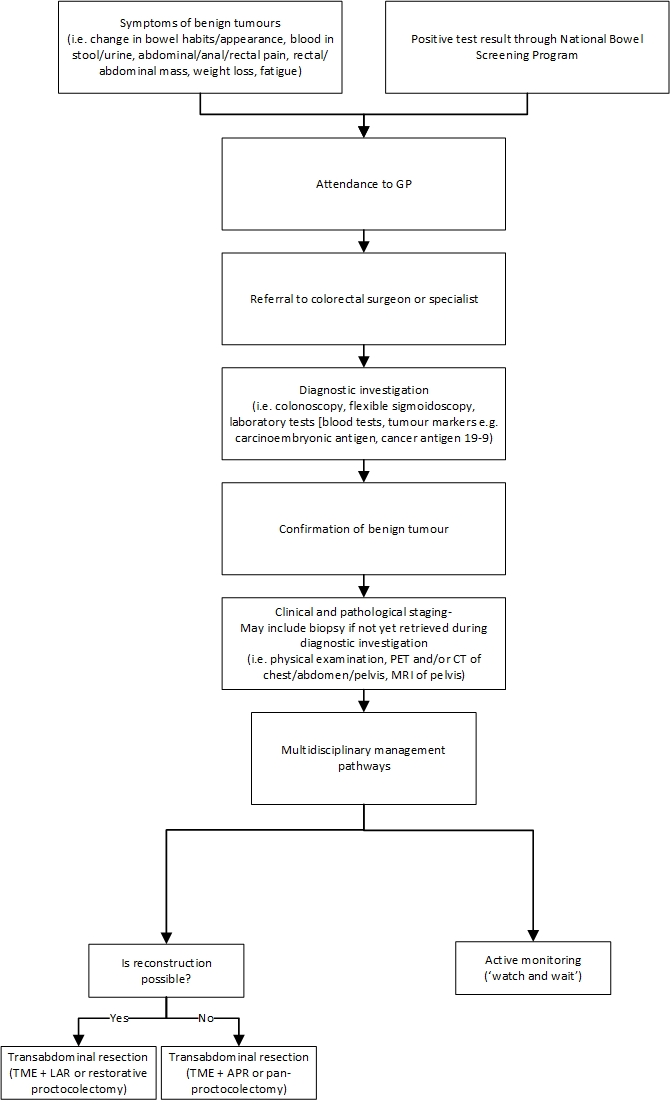 Symptoms of benign tumours
(i.e. change in bowel habits/appearance, blood in
stool/urine, abdominal/anal/rectal pain, rectal/
abdominal mass, weight loss, fatigue)
Positive test result through National Bowel
Screening Program
Attendance to GP
Referral to colorectal surgeon or specialist
Diagnostic investigation
(i.e. colonoscopy, flexible sigmoidoscopy,
laboratory tests [blood tests, tumour markers e.g.
carcinoembryonic antigen, cancer antigen 19-9)
Confirmation of benign tumour
Clinical and pathological staging-
May include biopsy if not yet retrieved during
diagnostic investigation
(i.e. physical examination, PET and/or CT of
chest/abdomen/pelvis, MRI of pelvis)
Multidisciplinary management
pathways
Is reconstruction
possible?
Active monitoring
('watch and wait')
Yes
No
Transabdominal resection
(TME + LAR or restorative
proctocolectomy)
Transabdominal resection
(TME + APR or pan-
proctocolectomy)